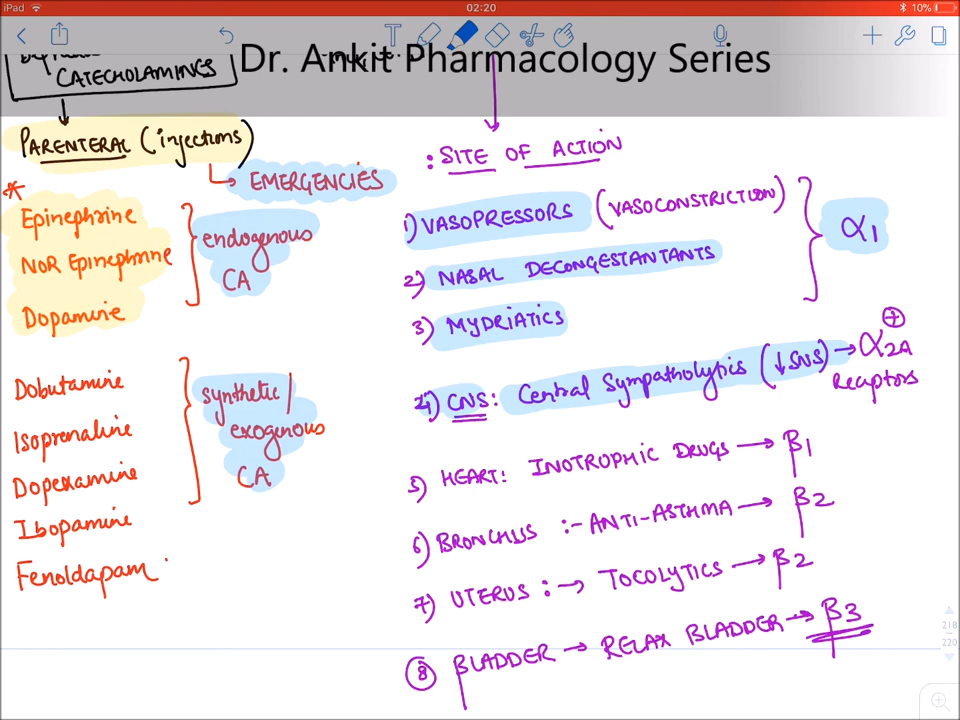 iPad
02:20
10%
Dr. Ankit Pharmacology Series
CATECHOLAMINES
PARENTERAL (injections)
EMERGENCIES
Epinephrine
NOR Epinephrine
Dopamine
endogenous
CA
Dobutamine
Isoprenaline
Dopexamine
Ibopamine
Fenoldapam
synthetic/
exogenous
CA
: SITE OF ACTION
1) VASOPRESSORS (VASOCONSTRICTION)
2) NASAL DECONGESTANTANTS
3) MYDRIATICS
α1
4) CNS: Central Sympatholytics (↓SNS) → α2A
+
Receptors
5) HEART: INOTROPHIC DRUGS → β1
6) BRONCHUS :- ANTI-ASTHMA → β2
7) UTERUS :→ TOCOLYTICS → β2
8 BLADDER → RELAX BLADDER → β3
218
220